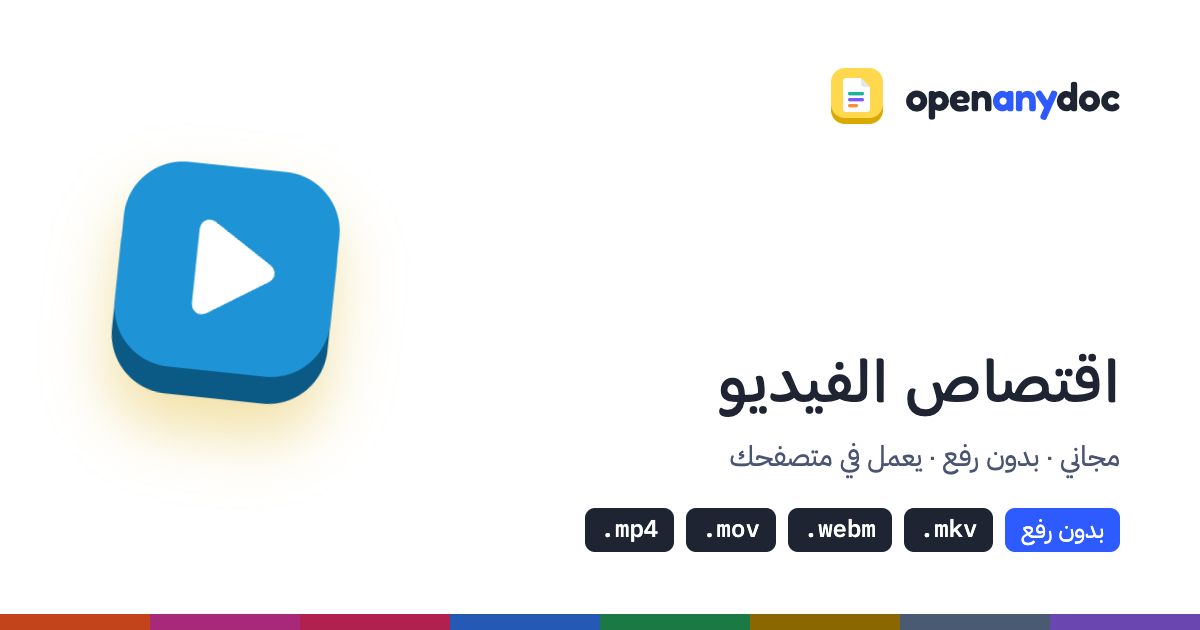 openanydoc
اقتصاص الفيديو
مجاني · بدون رفع · يعمل في متصفحك
بدون رفع .mkv .webm .mov .mp4